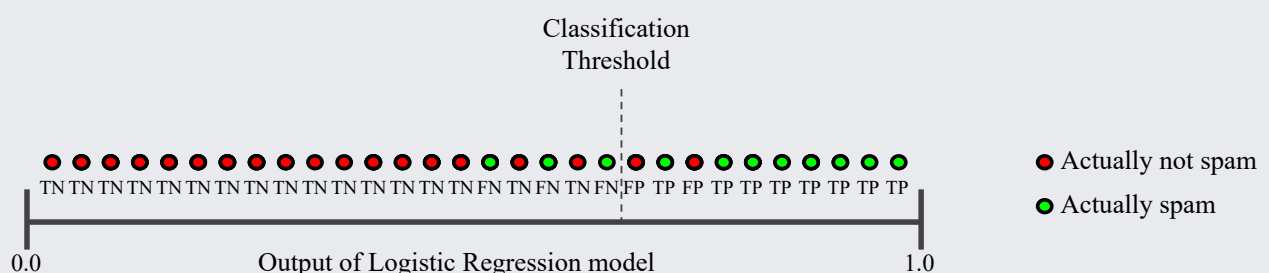 Classification
Threshold
TN TN TN TN TN TN TN TN TN TN TN TN TN TN TN FN TN FN TN FN FP TP FP TP TP TP TP TP TP TP
Actually not spam
Actually spam
0.0
Output of Logistic Regression model
1.0